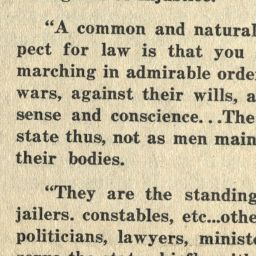 “A common and natural
pect for law is that you
marching in admirable orde
wars, against their wills, a
sense and conscience...The
state thus, not as men main
their bodies.
“They are the standing
jailers. constables, etc...othe
politicians, lawyers, ministe